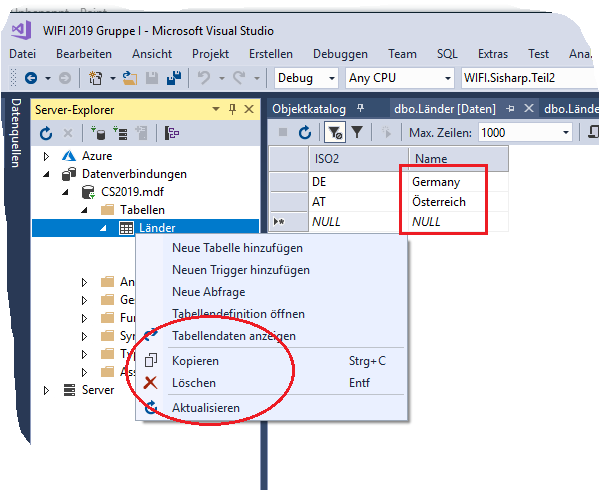 WIFI 2019 Gruppe I - Microsoft Visual Studio
Datei Bearbeiten Ansicht Projekt Erstellen Debuggen Team SQL Extras Test Ana.
Debug Any CPU WIFI.Sisharp.Teil2
Datenquellen
Server-Explorer
Objektkatalog dbo.Länder [Daten] dbo.Länd
Max. Zeilen: 1000
Azure
Datenverbindungen
CS2019.mdf
Tabellen
Länder
ISO2 Name
DE Germany
AT Österreich
NULL NULL
Neue Tabelle hinzufügen
Neuen Trigger hinzufügen
Neue Abfrage
Tabellendefinition öffnen
Tabellendaten anzeigen
Kopieren Strg+C
Löschen Entf
Aktualisieren
An
Ge
Fu
Sy
Ty
As
Server